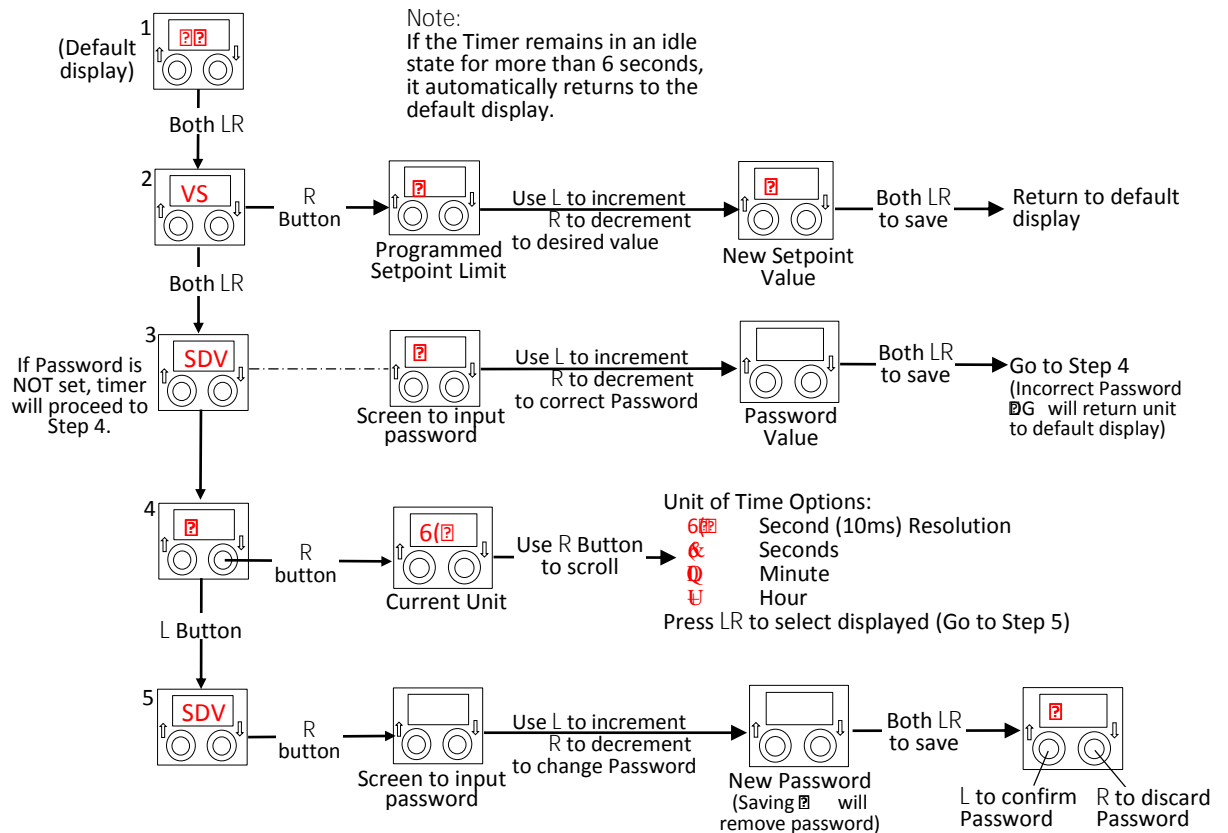 1
(Default
display)
Note:
If the Timer remains in an idle
state for more than 6 seconds,
it automatically returns to the
default display.
Both LR
2
VS
R
Button
Programmed
Setpoint Limit
Use L to increment
R to decrement
to desired value
New Setpoint
Value
Both LR
to save
Return to default
display
Both LR
3
SDV
If Password is
NOT set, timer
will proceed to
Step 4.
Screen to input
password
Use L to increment
R to decrement
to correct Password
Password
Value
Both LR
to save
Go to Step 4
(Incorrect Password
DG will return unit
to default display)
4
R
button
6(
Current Unit
Use R Button
to scroll
Unit of Time Options:
6( Second (10ms) Resolution
Seconds
Minute
Hour
Press LR to select displayed (Go to Step 5)
L Button
5
SDV
R
button
Screen to input
password
Use L to increment
R to decrement
to change Password
New Password
(Saving will
remove password)
Both LR
to save
L to confirm
Password
R to discard
Password